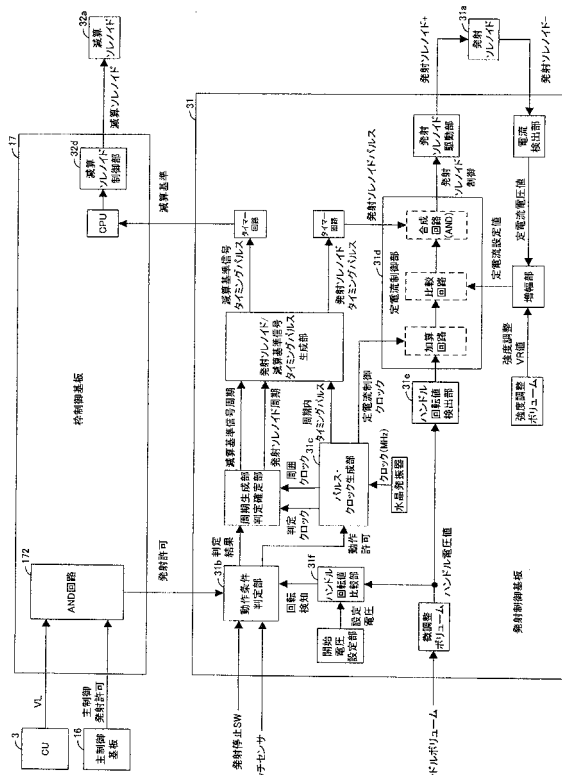 32a
減算
ソレノイド
減算ソレノイド
17
32d
減算
ソレノイド
制御部
CPU
減算基準
枠制御基板
172
AND回路
発射許可
VL
主制御
発射許可
3
CU
16
主制御
基板
31
31a
発射
ソレノイド
発射ソレノイド+
発射ソレノイド-
発射
ソレノイド
駆動部
電流
検出部
発射
ソレノイド
制御
発射ソレノイドパルス
定電流電圧値
タイマー
回路
タイマー
回路
減算基準信号
タイミングパルス
発射ソレノイド
タイミングパルス
31d
定電流制御部
合成
回路
(AND)
比較
回路
加算
回路
定電流設定値
増幅部
強度調整
VR値
強度調整
ボリューム
発射ソレノイド/
減算基準信号
タイミングパルス
生成部
減算基準信号周期
発射ソレノイド周期
周期内
タイミングパルス
定電流制御
クロック
31e
ハンドル
回転値
検出部
周期生成部
判定確定部
周囲
クロック
判定
クロック
31c
パルス・
クロック生成部
クロック(MHz)
水晶発振器
判定
結果
動作
許可
31b
動作条件
判定部
31f
回転
検知
ハンドル
回転値
比較部
設定
電圧
開始
電圧
設定部
ハンドル電圧値
微調整
ボリューム
発射制御基板
発射停止SW
ッチセンサー
ドルボリューム